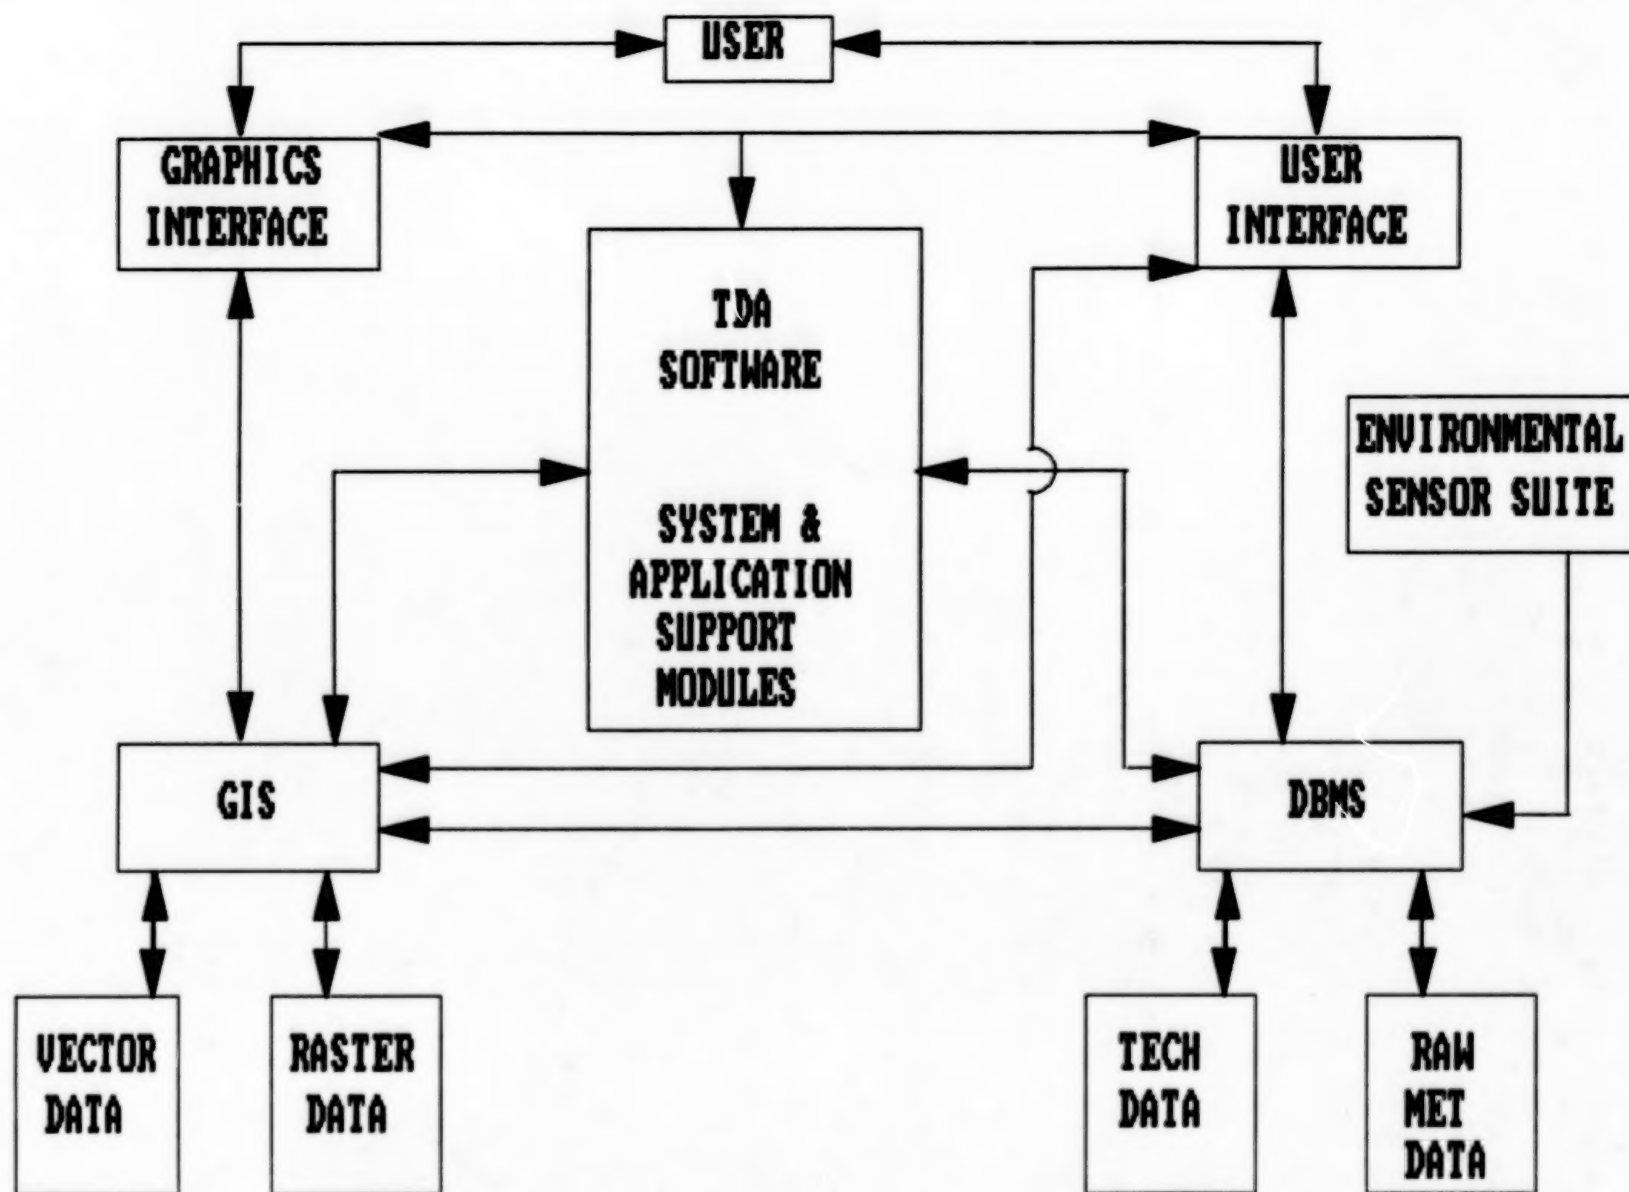 USER
GRAPHICS
INTERFACE
USER
INTERFACE
TDA
SOFTWARE
SYSTEM &
APPLICATION
SUPPORT
MODULES
ENVIRONMENTAL
SENSOR SUITE
GIS
DBMS
VECTOR
DATA
RASTER
DATA
TECH
DATA
RAW
MET
DATA